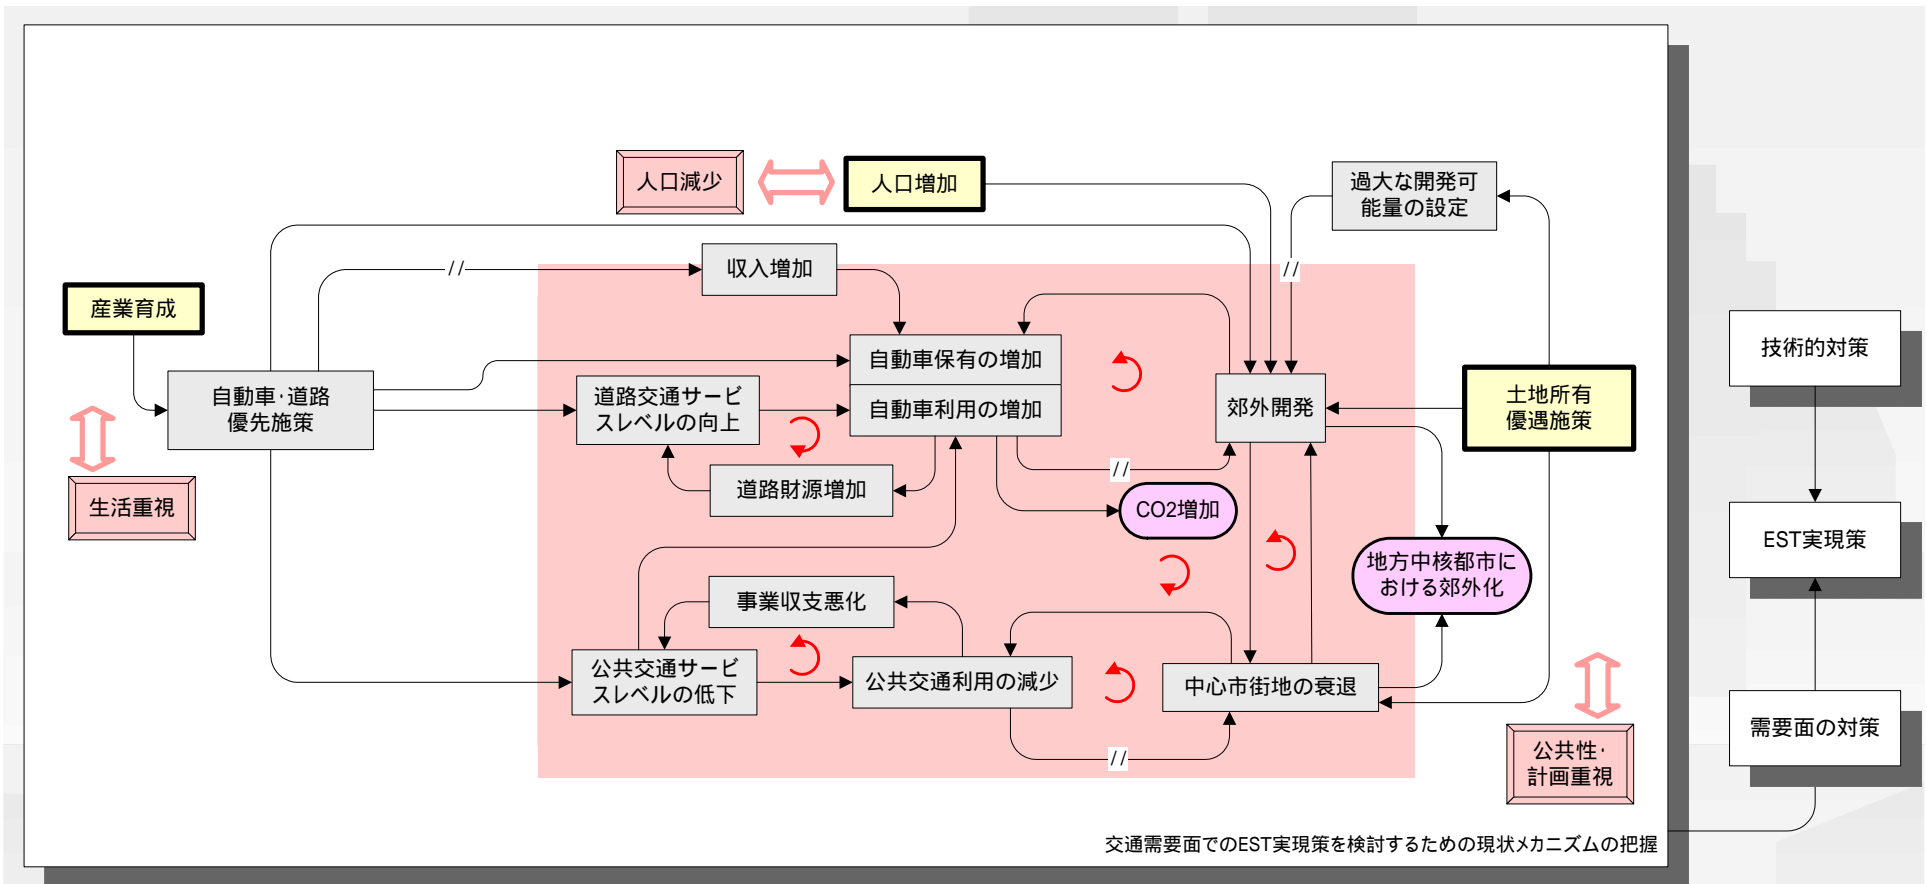 人口減少
人口増加
過大な開発可
能量の設定
//
収入増加
//
産業育成
自動車・道路
優先施策
自動車保有の増加
道路交通サービ
スレベルの向上
自動車利用の増加
郊外開発
土地所有
優遇施策
技術的対策
生活重視
道路財源増加
//
CO2増加
EST実現策
地方中核都市に
おける郊外化
事業収支悪化
公共交通サービ
スレベルの低下
公共交通利用の減少
中心市街地の衰退
//
公共性・
計画重視
需要面の対策
交通需要面でのEST実現策を検討するための現状メカニズムの把握